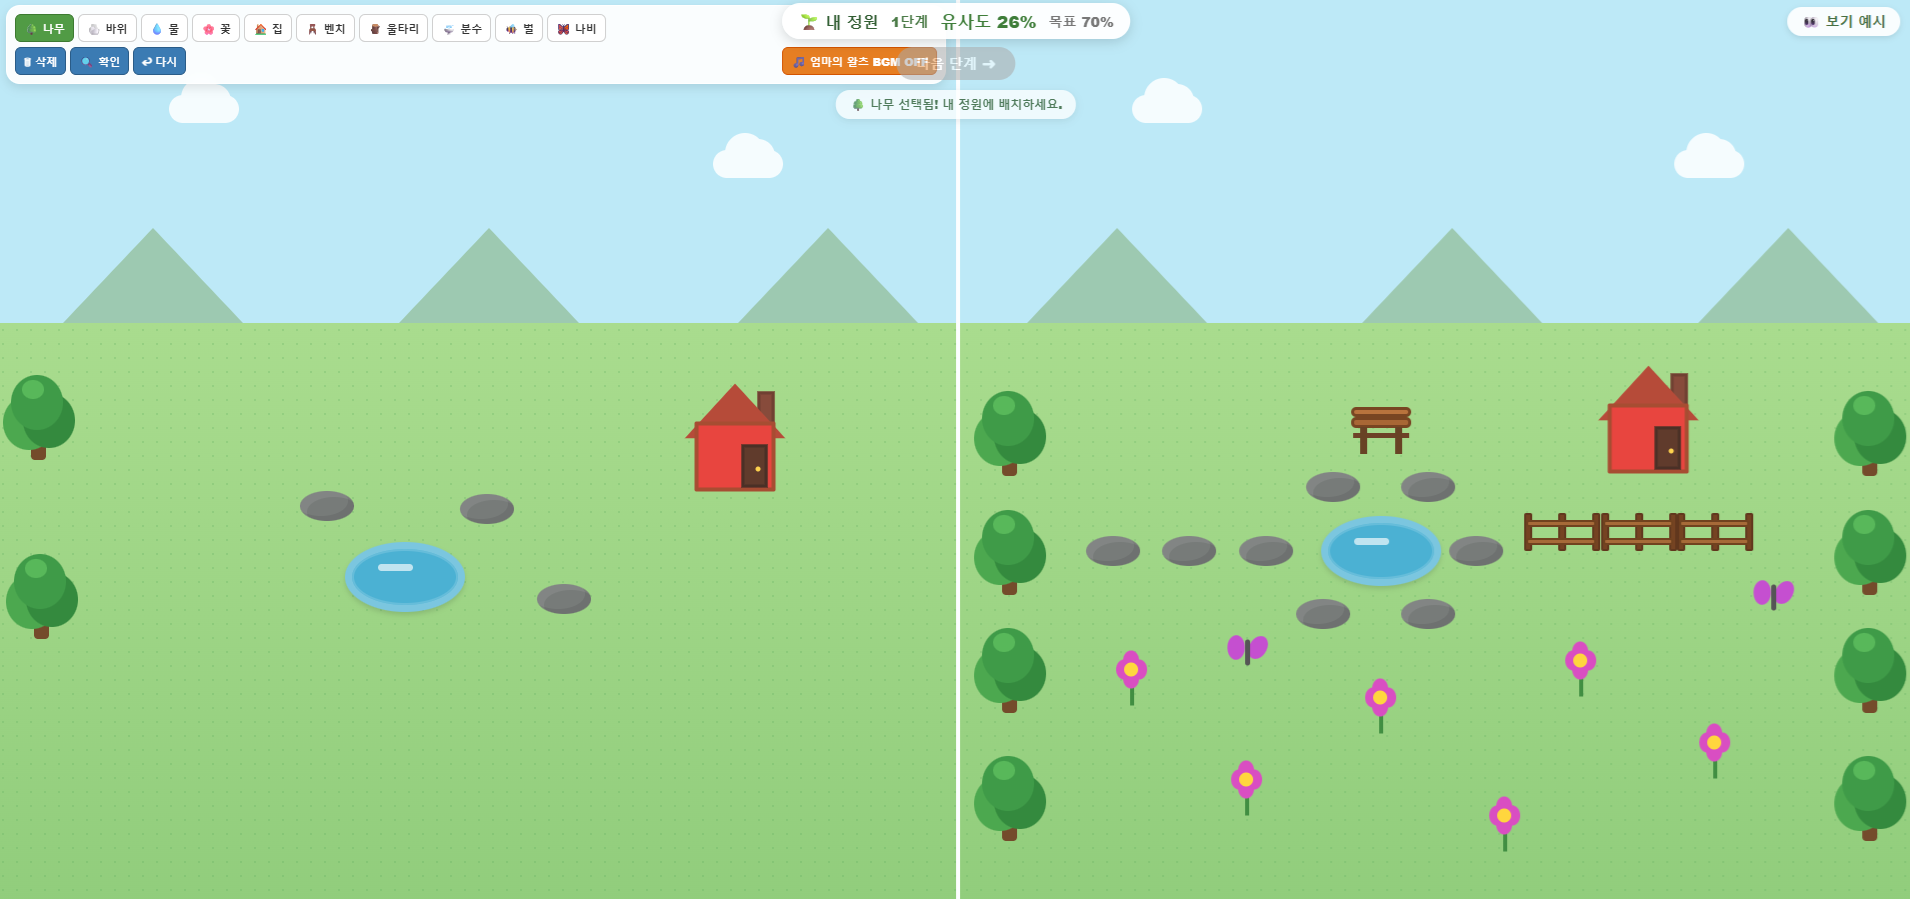 나무 바위 물 꽃 집 벤치 울타리 분수 벌 나비
내 정원 1단계 유사도 26% 목표 70%
보기 예시
삭제 확인 다시
엄마의 왈츠 BGM
단계 →
나무 선택됨! 내 정원에 배치하세요.